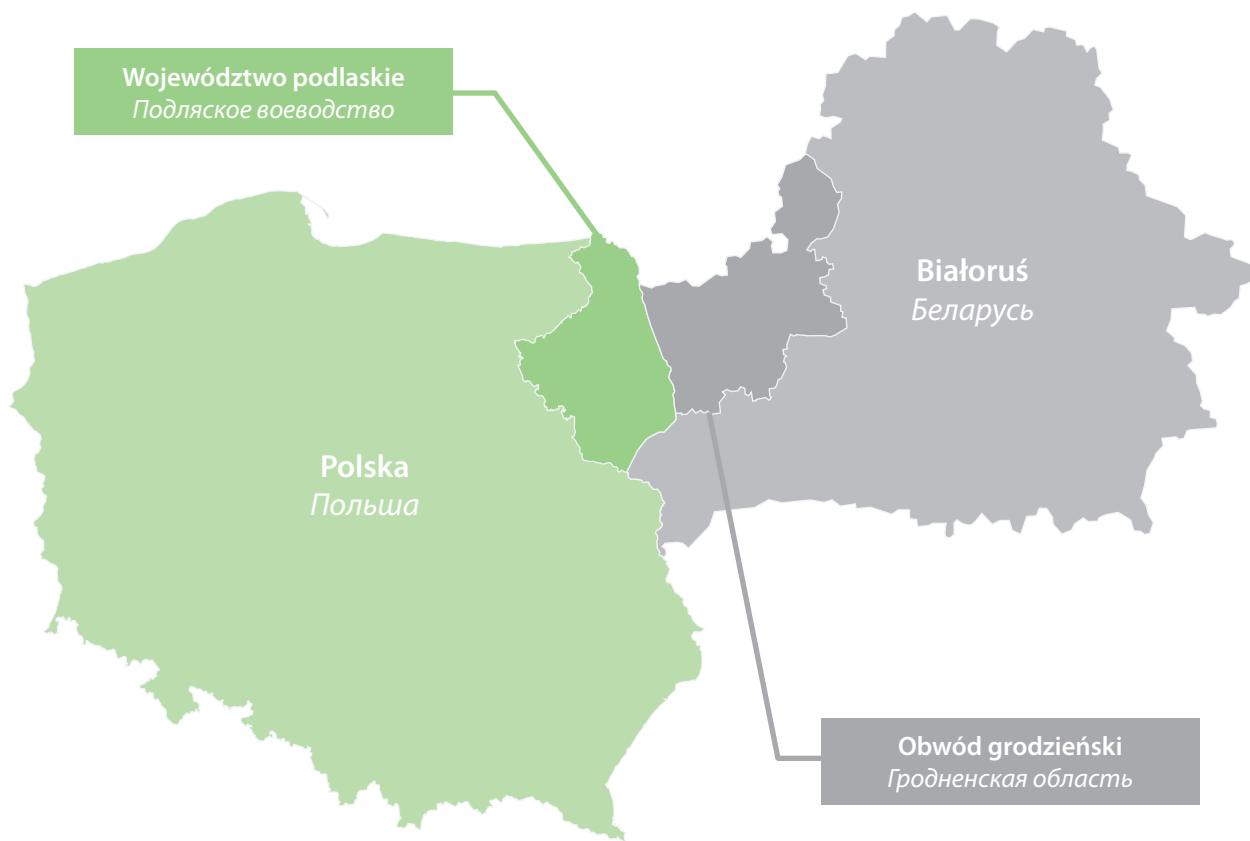 Województwo podlaskie
Подляское воеводство
Białoruś
Беларусь
Polska
Польша
Obwód grodzieński
Гродненская область